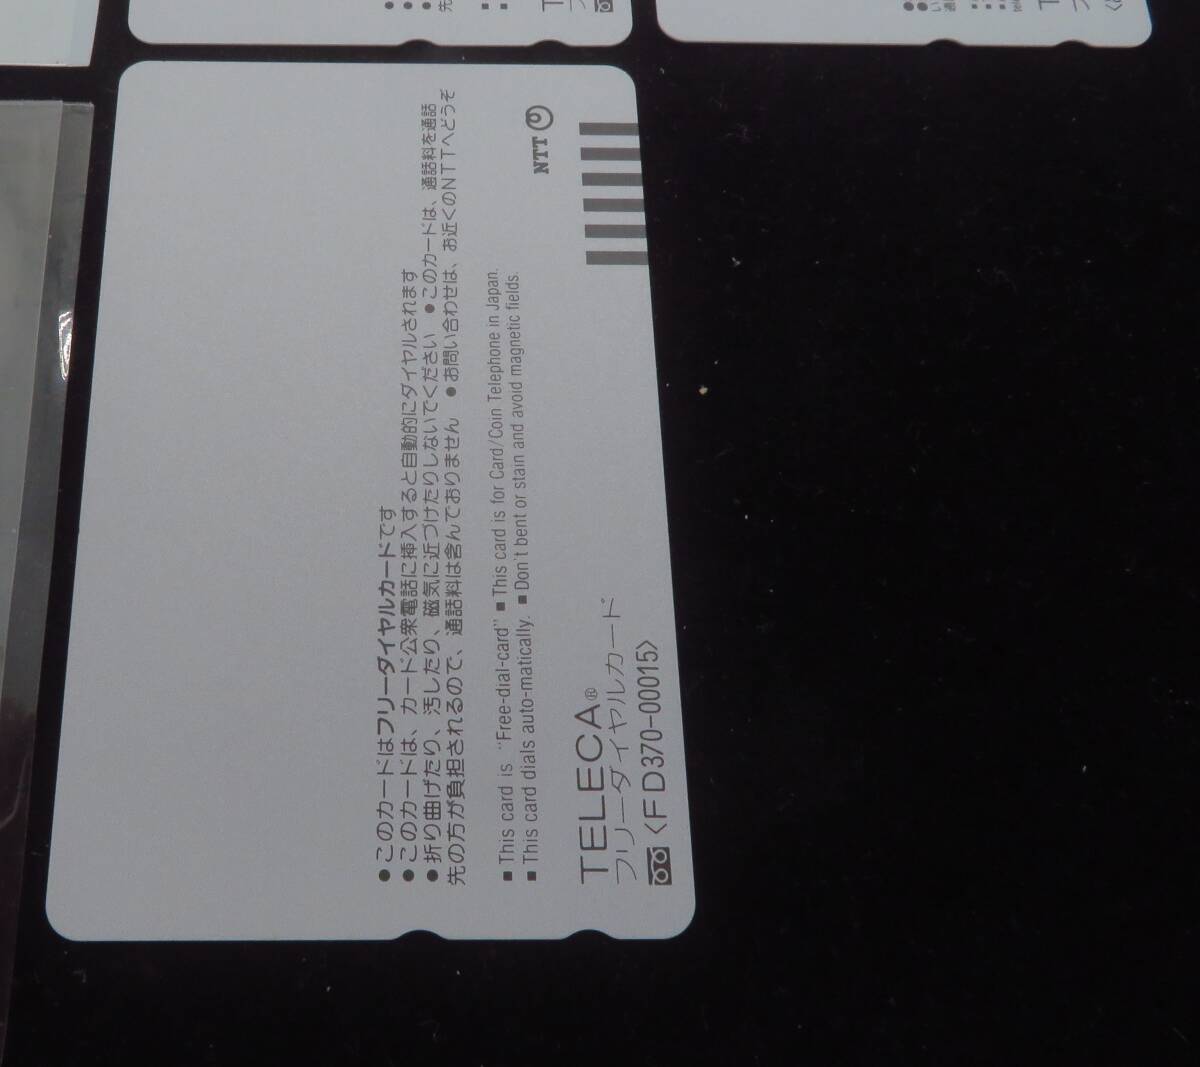 ●このカードはフリーダイヤルカードです
●このカードは、カード公衆電話に挿入すると自動的にダイヤルされます
●折り曲げたり、汚したり、磁気に近づけたりしないでください ●このカードは、通話料を通話
先の方が負担されるので、通話料は含んでおりません ●お問い合わせは、お近くのNTTへどうぞ
■This card is "Free-dial-card" ■This card is for Card/Coin Telephone in Japan.
■This card dials auto-matically. ■Don't bent or stain and avoid magnetic fields.
NTT
TELECA®
フリーダイヤルカード
<FD370-00015>